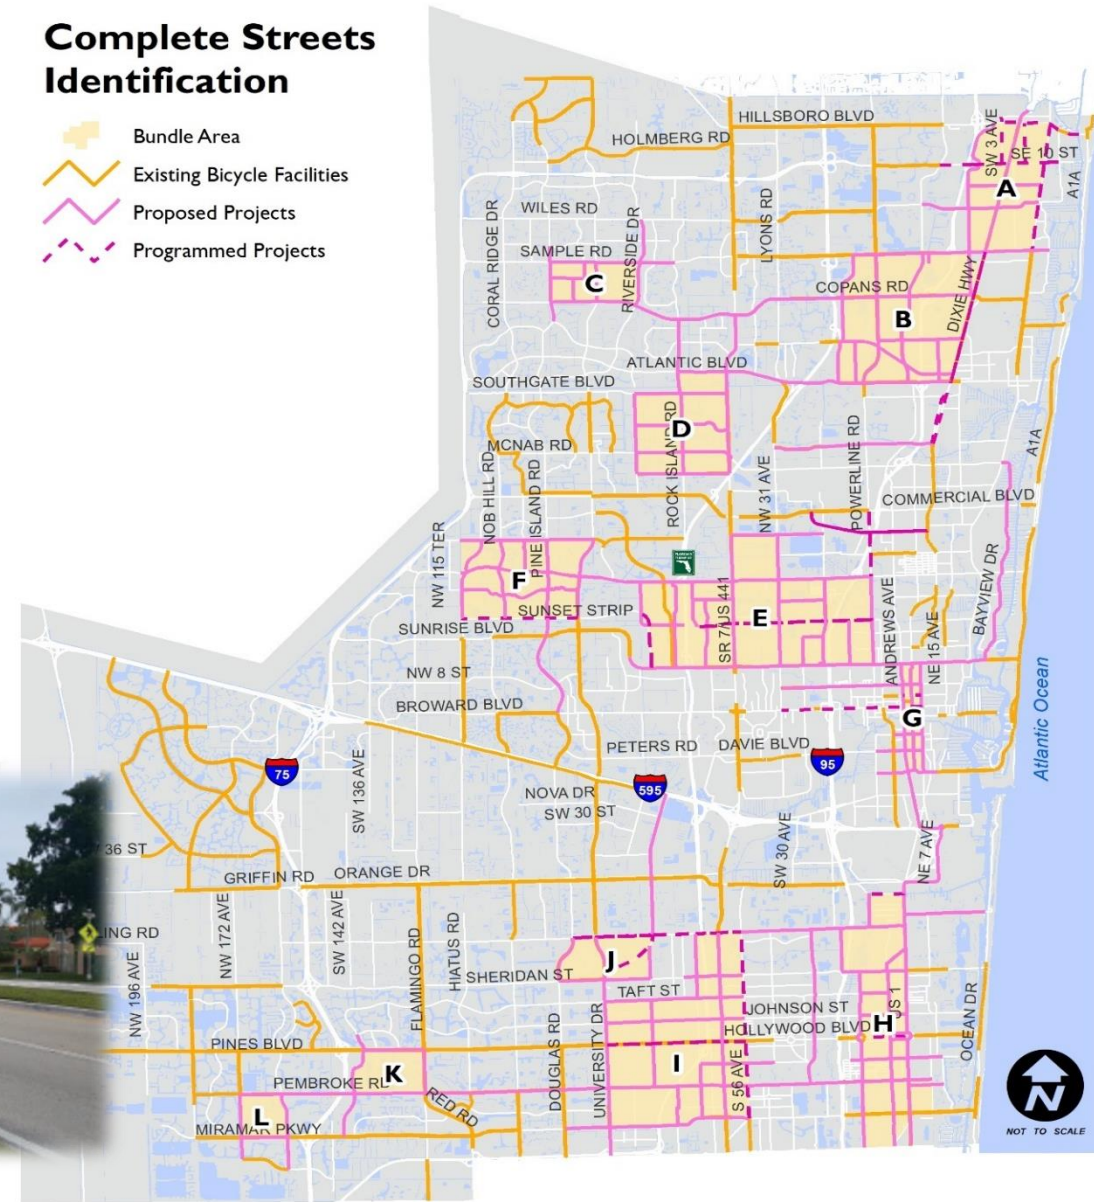 Complete Streets
Identification
Bundle Area
Existing Bicycle Facilities
Proposed Projects
Programmed Projects
HILLSBORO BLVD
HOLMBERG RD
SW 3 AVE
SE 10 ST
A
A1A
WILES RD
LYONS RD
CORAL RIDGE DR
RIVERSIDE DR
SAMPLE RD
C
COPANS RD
B
DIXIE HWY
ATLANTIC BLVD
SOUTHGATE BLVD
D
MCNAB RD
ROCK ISLAND RD
A1A
NOB HILL RD
PINE ISLAND RD
NW 31 AVE
POWERLINE RD
COMMERCIAL BLVD
NW 115 TER
F
BAYVIEW DR
SUNSET STRIP
SR 7/US 441
E
ANDREWS AVE
NE 15 AVE
SUNRISE BLVD
NW 8 ST
BROWARD BLVD
G
PETERS RD
DAVIE BLVD
Atlantic Ocean
75
95
595
SW 136 AVE
NOVA DR
SW 30 ST
SW 30 AVE
NE 7 AVE
36 ST
GRIFFIN RD
ORANGE DR
LING RD
NW 172 AVE
SW 142 AVE
FLAMINGO RD
HIATUS RD
J
SHERIDAN ST
TAFT ST
NW 196 AVE
JOHNSON ST
HOLLYWOOD BLVD
H
US 1
OCEAN DR
PINES BLVD
DOUGLAS RD
UNIVERSITY DR
I
S 56 AVE
K
PEMBROKE RD
RED RD
L
MIRAMAR PKWY
N
NOT TO SCALE